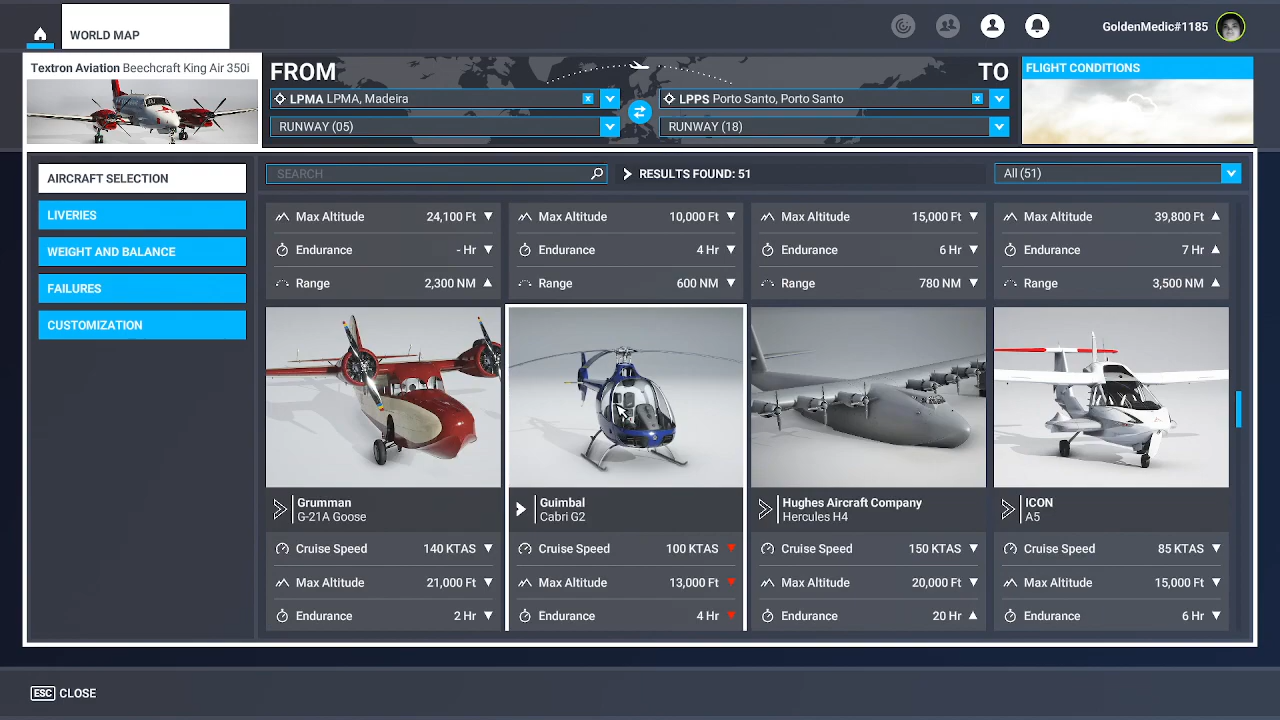 WORLD MAP
GoldenMedic#1185
Textron Aviation Beechcraft King Air 350i
FROM
TO
LPMA LPMA, Madeira
RUNWAY (05)
LPPS Porto Santo, Porto Santo
RUNWAY (18)
FLIGHT CONDITIONS
AIRCRAFT SELECTION
LIVERIES
WEIGHT AND BALANCE
FAILURES
CUSTOMIZATION
SEARCH
RESULTS FOUND: 51
All (51)
Max Altitude 24,100 Ft
Endurance - Hr
Range 2,300 NM
Max Altitude 10,000 Ft
Endurance 4 Hr
Range 600 NM
Max Altitude 15,000 Ft
Endurance 6 Hr
Range 780 NM
Max Altitude 39,800 Ft
Endurance 7 Hr
Range 3,500 NM
Grumman
G-21A Goose
Cruise Speed 140 KTAS
Max Altitude 21,000 Ft
Endurance 2 Hr
Guimbal
Cabri G2
Cruise Speed 100 KTAS
Max Altitude 13,000 Ft
Endurance 4 Hr
Hughes Aircraft Company
Hercules H4
Cruise Speed 150 KTAS
Max Altitude 20,000 Ft
Endurance 20 Hr
ICON
A5
Cruise Speed 85 KTAS
Max Altitude 15,000 Ft
Endurance 6 Hr
ESC CLOSE